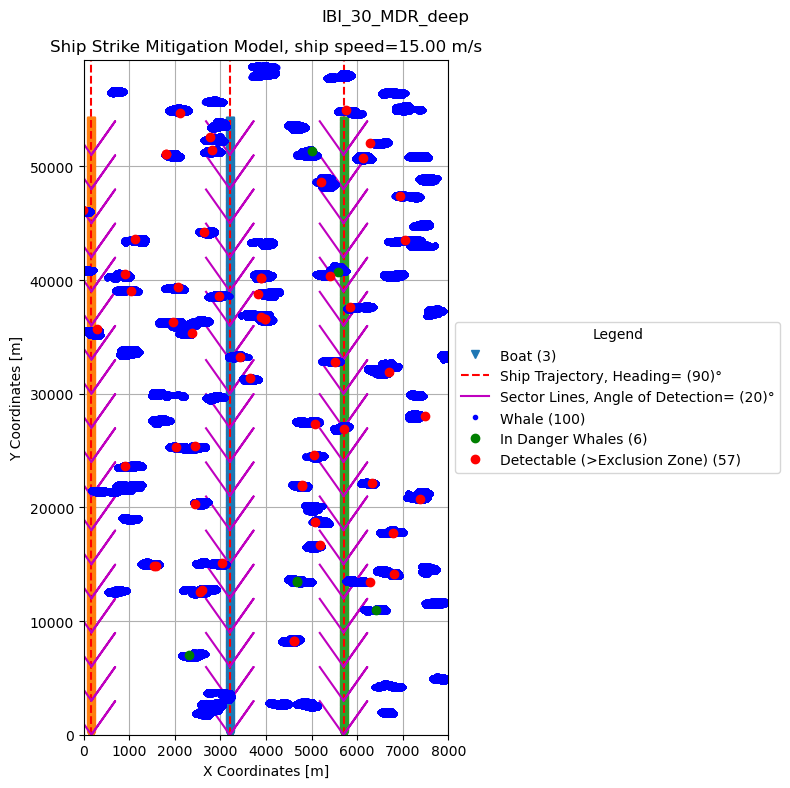 IBI_30_MDR_deep
Ship Strike Mitigation Model, ship speed=15.00 m/s
Y Coordinates [m]
50000
40000
30000
20000
10000
0
0 1000 2000 3000 4000 5000 6000 7000 8000
X Coordinates [m]
Legend
Boat (3)
Ship Trajectory, Heading= (90)°
Sector Lines, Angle of Detection= (20)°
Whale (100)
In Danger Whales (6)
Detectable (>Exclusion Zone) (57)